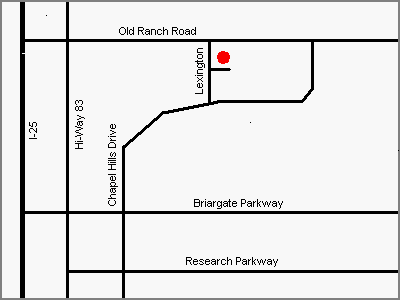 Old Ranch Road
Lexington
Hi-Way 83
I-25
Chapel Hills Drive
Briargate Parkway
Research Parkway